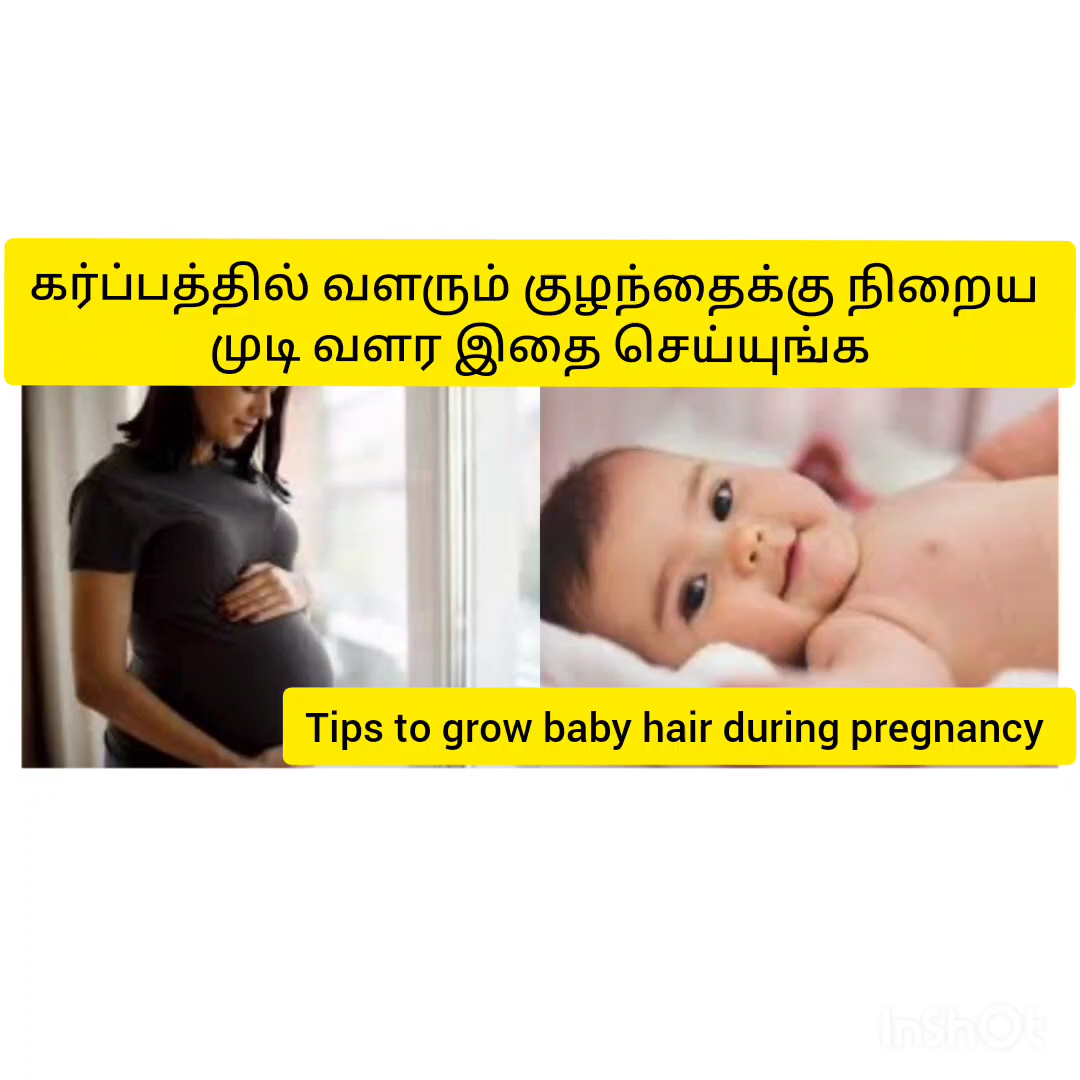 கர்ப்பத்தில் வளரும் குழந்தைக்கு நிறைய
முடி வளர இதை செய்யுங்க
Tips to grow baby hair during pregnancy
InShOt